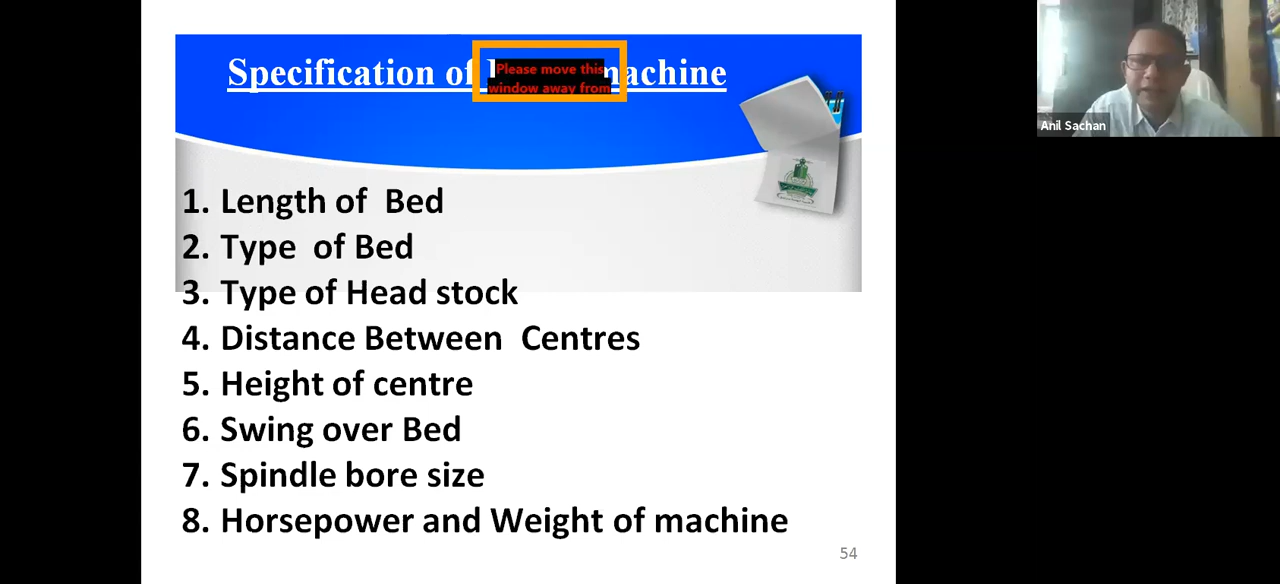 Specification of machine
Please move this
window away from
1. Length of  Bed
2. Type  of Bed
3. Type of Head stock
4. Distance Between  Centres
5. Height of centre
6. Swing over Bed
7. Spindle bore size
8. Horsepower and Weight of machine
54
Anil Sachan